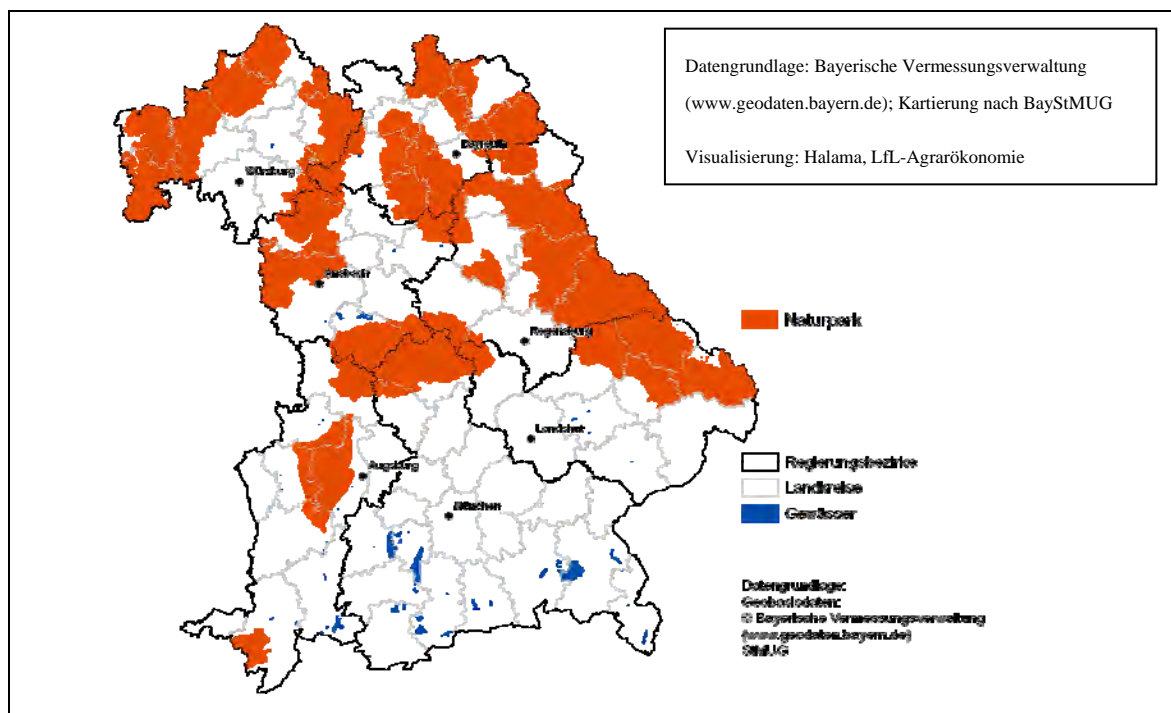 Datengrundlage: Bayerische Vermessungsverwaltung
(www.geodaten.bayern.de); Kartierung nach BayStMUG
Visualisierung: Halama, LfL-Agrarökonomie
Bayreuth
Würzburg
Ansbach
Regensburg
Naturpark
Landshut
Augsburg
München
Regierungsbezirke
Landkreise
Gewässer
Datengrundlage:
Geobasisdaten:
© Bayerische Vermessungsverwaltung
(www.geodaten.bayern.de)
StMUG